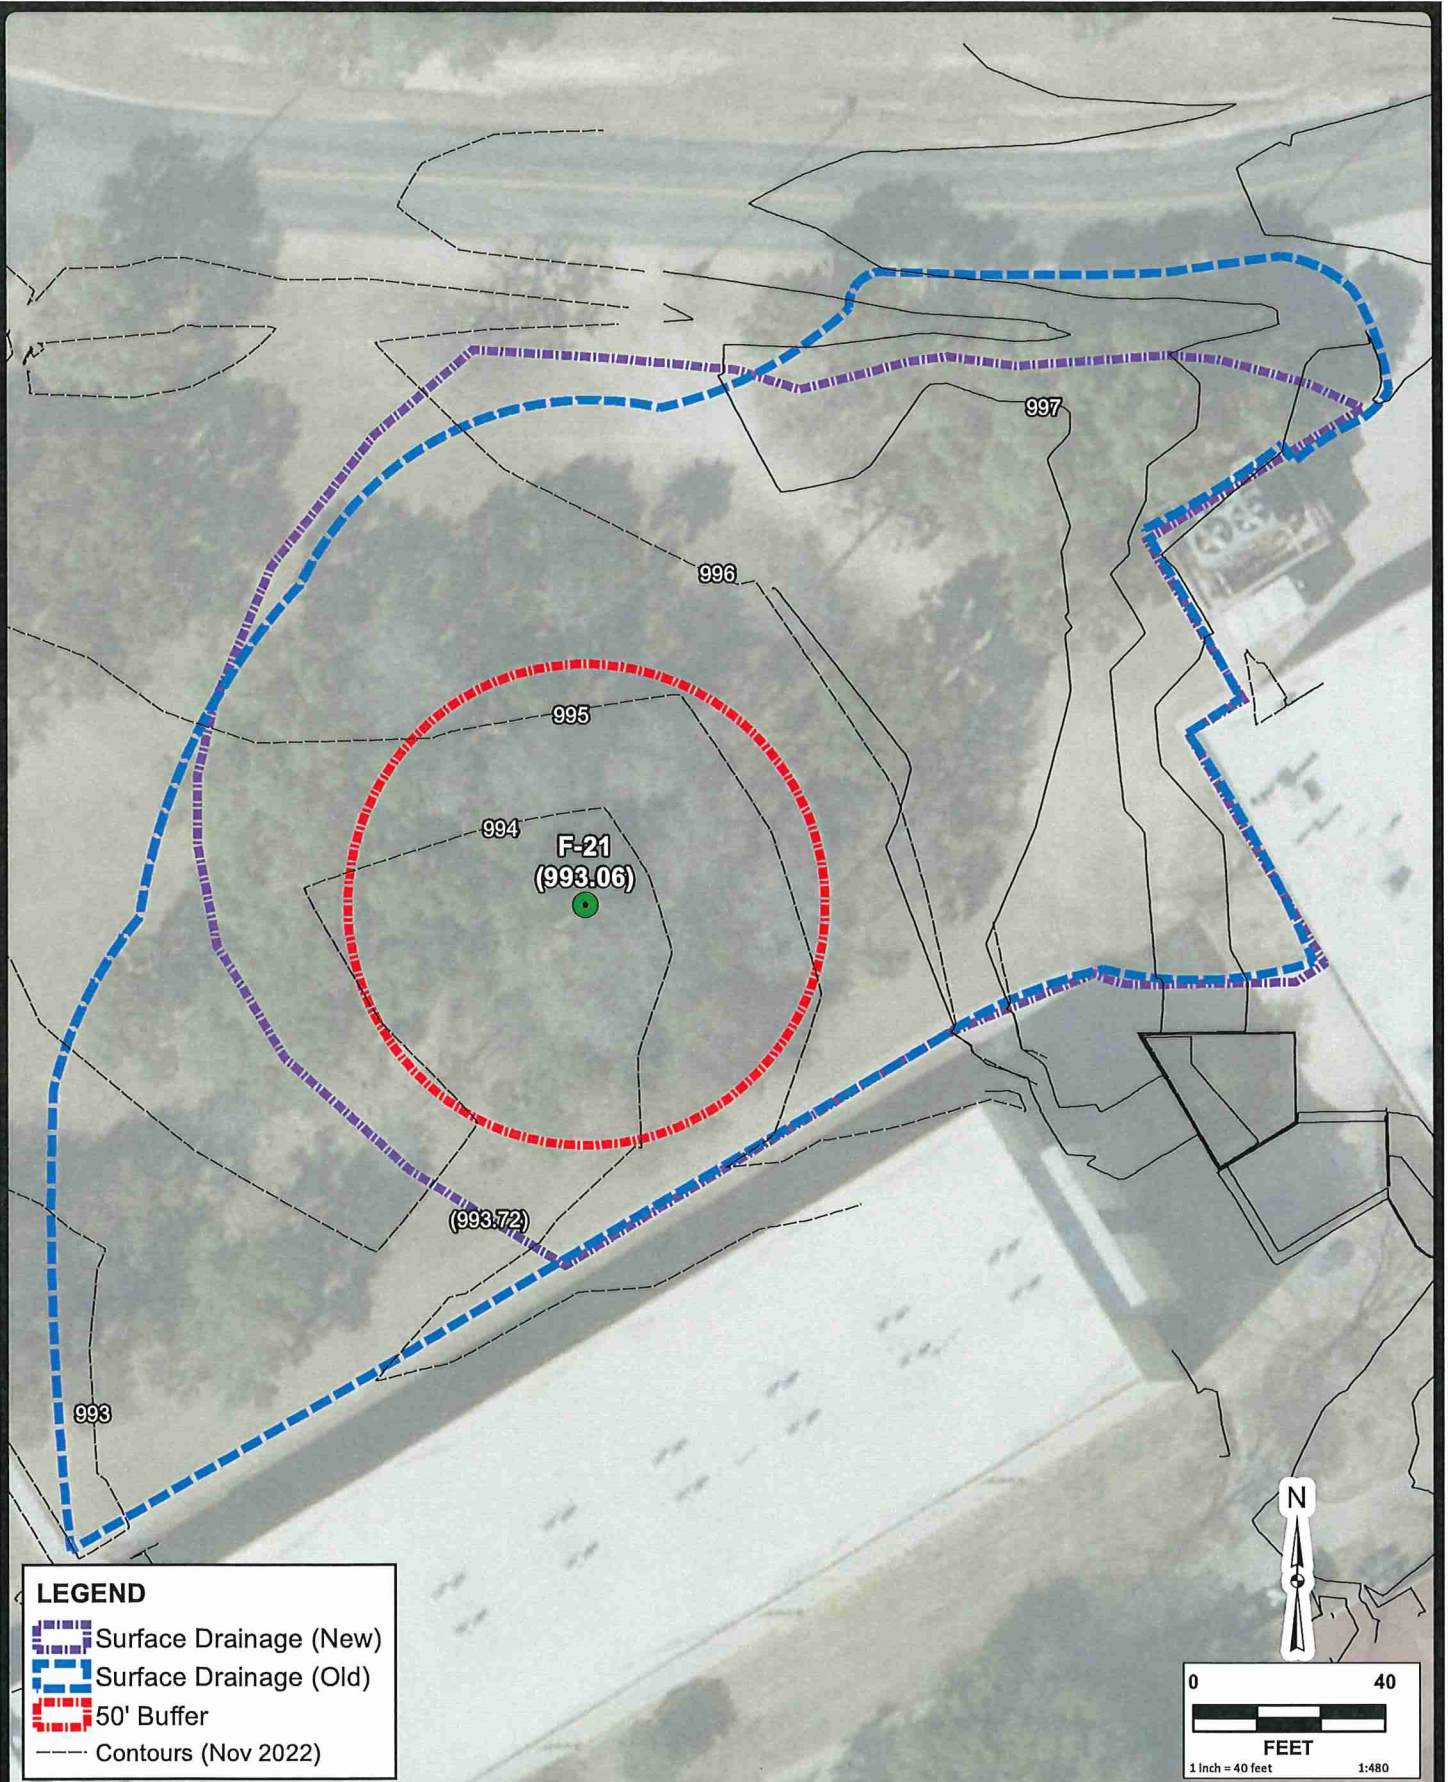 997
996
995
994
F-21
(993.06)
(993.72)
993
N
LEGEND
Surface Drainage (New)
Surface Drainage (Old)
50' Buffer
Contours (Nov 2022)
0 40
FEET
1 Inch = 40 feet 1:480